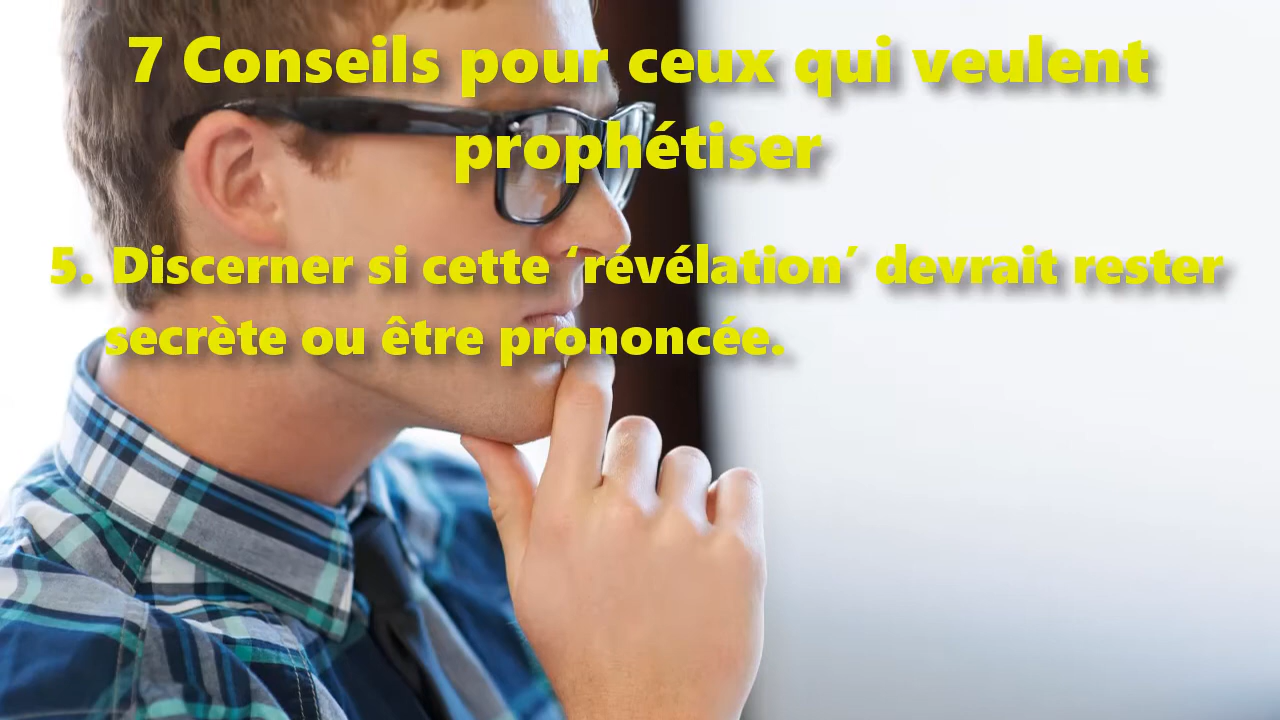 7 Conseils pour ceux qui veulent
prophétiser
5. Discerner si cette ‘révélation’ devrait rester
secrète ou être prononcée.